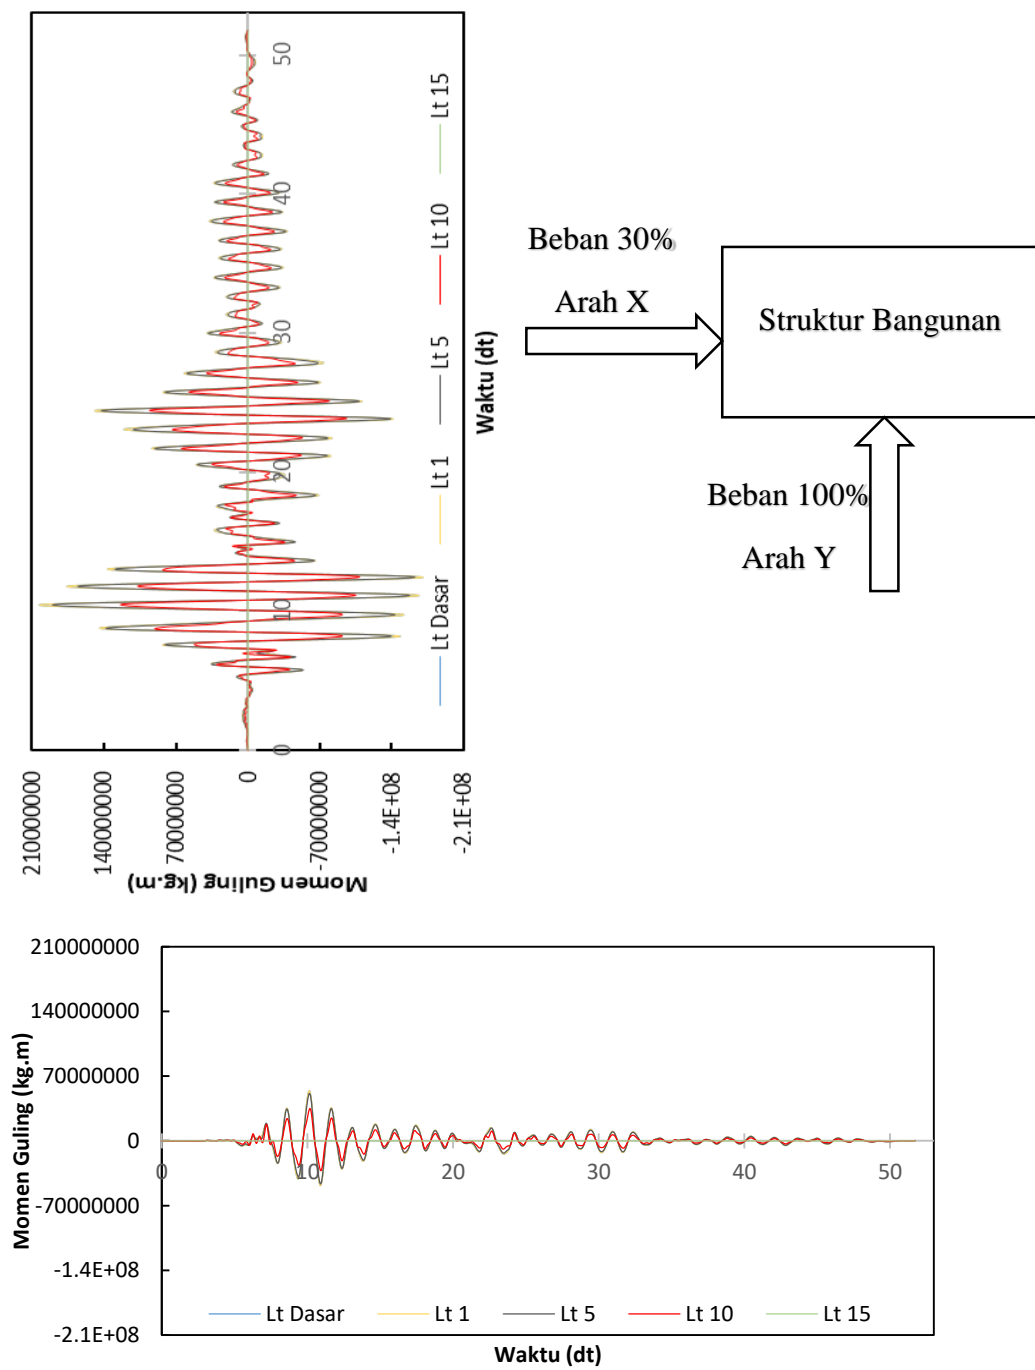 210000000
140000000
70000000
0
-70000000
-1.4E+08
-2.1E+08
Momen Guling (kg.m)
0
10
20
30
40
50
Waktu (dt)
Lt Dasar
Lt 1
Lt 5
Lt 10
Lt 15
Beban 30%
Arah X
Struktur Bangunan
Beban 100%
Arah Y
210000000
140000000
70000000
0
-70000000
-1.4E+08
-2.1E+08
Momen Guling (kg.m)
0
10
20
30
40
50
Lt Dasar
Lt 1
Lt 5
Lt 10
Lt 15
Waktu (dt)